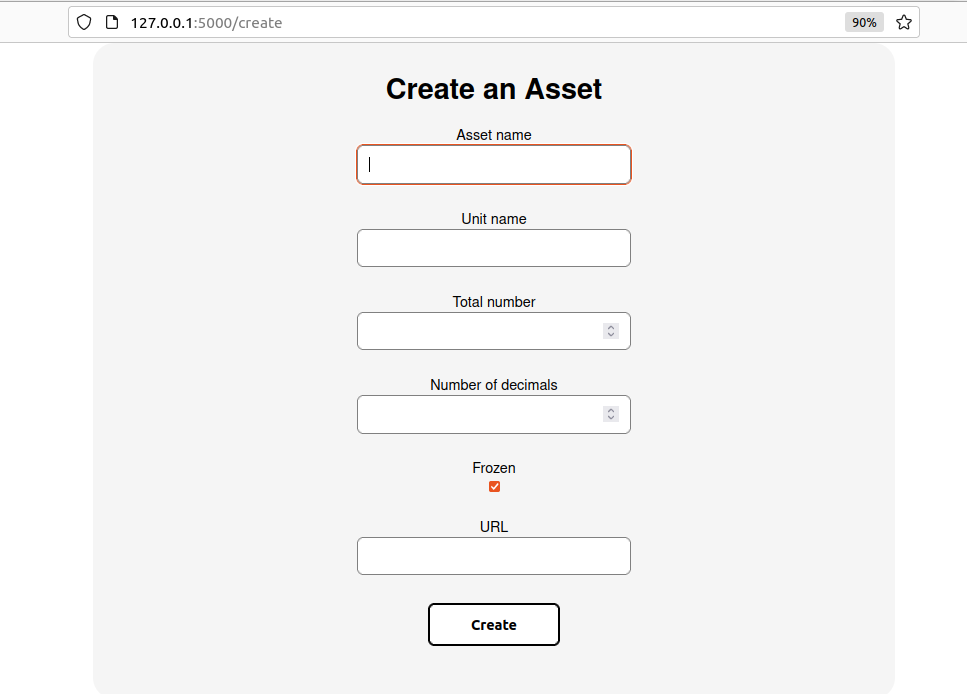 127.0.0.1:5000/create
90%
Create an Asset
Asset name
Unit name
Total number
Number of decimals
Frozen
URL
Create